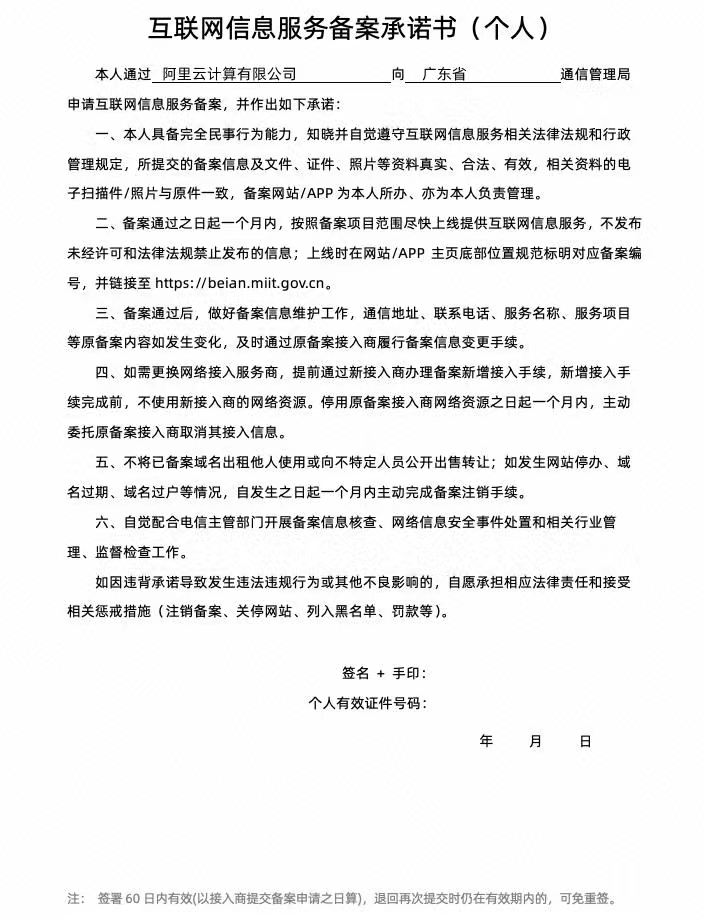 互联网信息服务备案承诺书（个人）
本人通过 阿里云计算有限公司 向 广东省 通信管理局
申请互联网信息服务备案，并作出如下承诺：
一、本人具备完全民事行为能力，知晓并自觉遵守互联网信息服务相关法律法规和行政
管理规定，所提交的备案信息及文件、证件、照片等资料真实、合法、有效，相关资料的电
子扫描件/照片与原件一致，备案网站/APP 为本人所办、亦为本人负责管理。
二、备案通过之日起一个月内，按照备案项目范围尽快上线提供互联网信息服务，不发布
未经许可和法律法规禁止发布的信息；上线时在网站/APP 主页底部位置规范标明对应备案编
号，并链接至 https://beian.miit.gov.cn。
三、备案通过后，做好备案信息维护工作，通信地址、联系电话、服务名称、服务项目
等原备案内容如发生变化，及时通过原备案接入商履行备案信息变更手续。
四、如需更换网络接入服务商，提前通过新接入商办理备案新增接入手续，新增接入手
续完成前，不使用新接入商的网络资源。停用原备案接入商网络资源之日起一个月内，主动
委托原备案接入商取消其接入信息。
五、不将已备案域名出租他人使用或向不特定人员公开出售转让；如发生网站停办、域
名过期、域名过户等情况，自发生之日起一个月内主动完成备案注销手续。
六、自觉配合电信主管部门开展备案信息核查、网络信息安全事件处置和相关行业管
理、监督检查工作。
如因违背承诺导致发生违法违规行为或其他不良影响的，自愿承担相应法律责任和接受
相关惩戒措施（注销备案、关停网站、列入黑名单、罚款等）。
签名 + 手印：
个人有效证件号码：
年 月 日
注： 签署 60 日内有效(以接入商提交备案申请之日算)，退回再次提交时仍在有效期内的，可免重签。